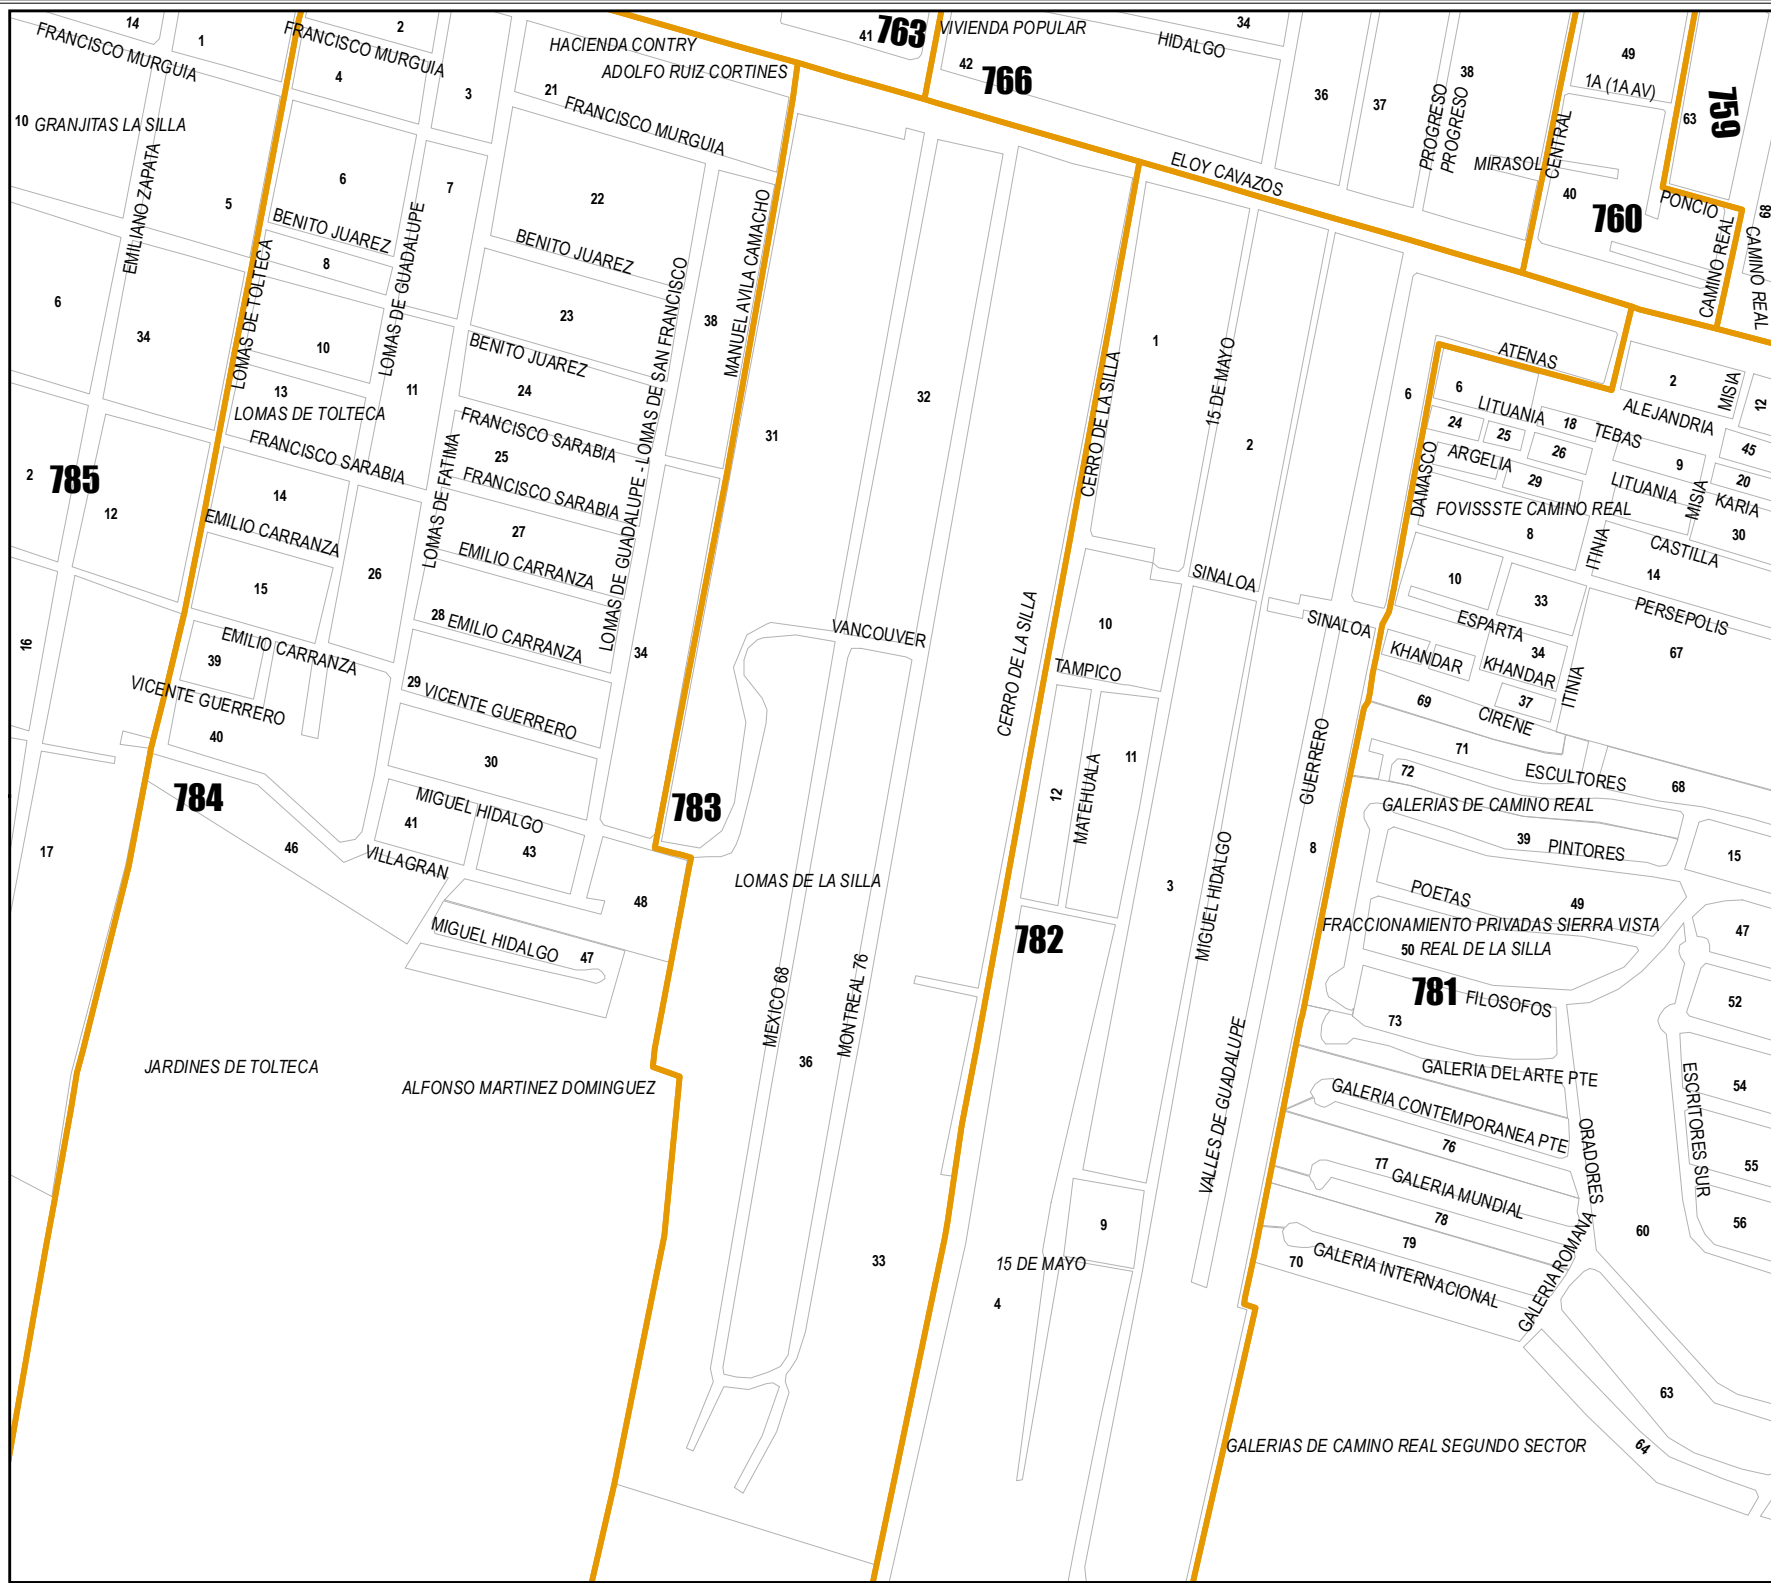 14
1
FRANCISCO MURGUIA
2
FRANCISCO MURGUIA
4
3
HACIENDA CONTRY
ADOLFO RUIZ CORTINES
21
FRANCISCO MURGUIA
41
763
VIVIENDA POPULAR
42
766
HIDALGO
34
36
37
PROGRESO
PROGRESO
38
49
1A (1A AV)
63
759
10
GRANJITAS LA SILLA
EMILIANO ZAPATA
5
6
7
22
BENITO JUAREZ
BENITO JUAREZ
8
ELOY CAVAZOS
MIRASOL
CENTRAL
40
760
PONCIO
68
CAMINO REAL
CAMINO REAL
6
34
LOMAS DE TOLTECA
LOMAS DE GUADALUPE
10
23
38
MANUEL AVILA CAMACHO
BENITO JUAREZ
24
13
LOMAS DE TOLTECA
11
FRANCISCO SARABIA
FRANCISCO SARABIA
25
FRANCISCO SARABIA
32
31
1
15 DE MAYO
2
CERRO DE LA SILLA
6
ATENAS
2
MISIA
12
6
LITUANIA
18
TEBAS
ALEJANDRIA
45
24
25
26
ARGELIA
29
9
20
LITUANIA
MISIA
KARIA
30
DAMASCO
FOVISSSTE CAMINO REAL
8
ITINIA
CASTILLA
14
2
785
12
14
EMILIO CARRANZA
LOMAS DE FATIMA
27
EMILIO CARRANZA
LOMAS DE GUADALUPE - LOMAS DE SAN FRANCISCO
15
26
28
EMILIO CARRANZA
EMILIO CARRANZA
SINALOA
SINALOA
10
33
ESPARTA
34
PERSEPOLIS
67
KHANDAR
KHANDAR
37
ITINIA
69
CIRENE
16
39
VICENTE GUERRERO
29
VICENTE GUERRERO
34
VANCOUVER
CERRO DE LA SILLA
10
TAMPICO
40
30
784
MIGUEL HIDALGO
783
12
MATEHUALA
11
GUERRERO
71
ESCULTORES
72
68
GALERIAS DE CAMINO REAL
39
PINTORES
15
17
46
41
VILLAGRAN
43
48
LOMAS DE LA SILLA
3
MIGUEL HIDALGO
8
POETAS
49
FRACCIONAMIENTO PRIVADAS SIERRA VISTA
47
50
REAL DE LA SILLA
MIGUEL HIDALGO
47
782
781
FILOSOFOS
52
73
MEXICO 68
MONTREAL 76
36
VALLES DE GUADALUPE
JARDINES DE TOLTECA
ALFONSO MARTINEZ DOMINGUEZ
GALERIA DEL ARTE PTE
54
GALERIA CONTEMPORANEA PTE
76
ORADORES
ESCRITORES SUR
55
77
GALERIA MUNDIAL
78
56
60
79
GALERIA INTERNACIONAL
70
GALERIA ROMANA
9
33
15 DE MAYO
4
63
GALERIAS DE CAMINO REAL SEGUNDO SECTOR
64